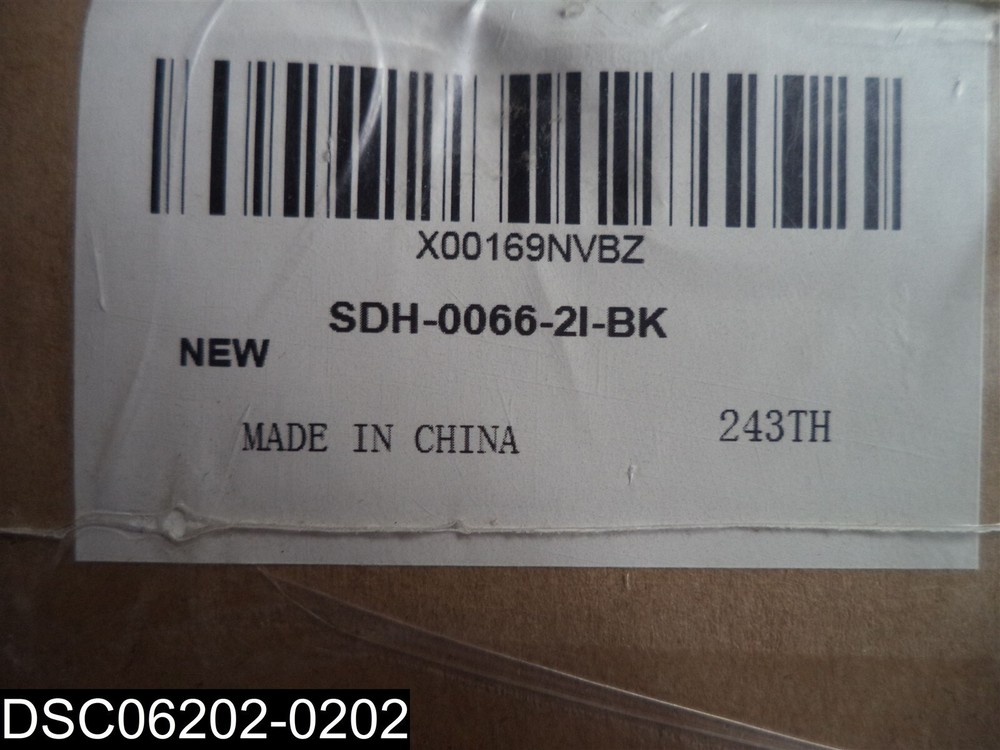 X00169NVBZ
SDH-0066-2I-BK
NEW
MADE IN CHINA
243TH
DSC06202-0202